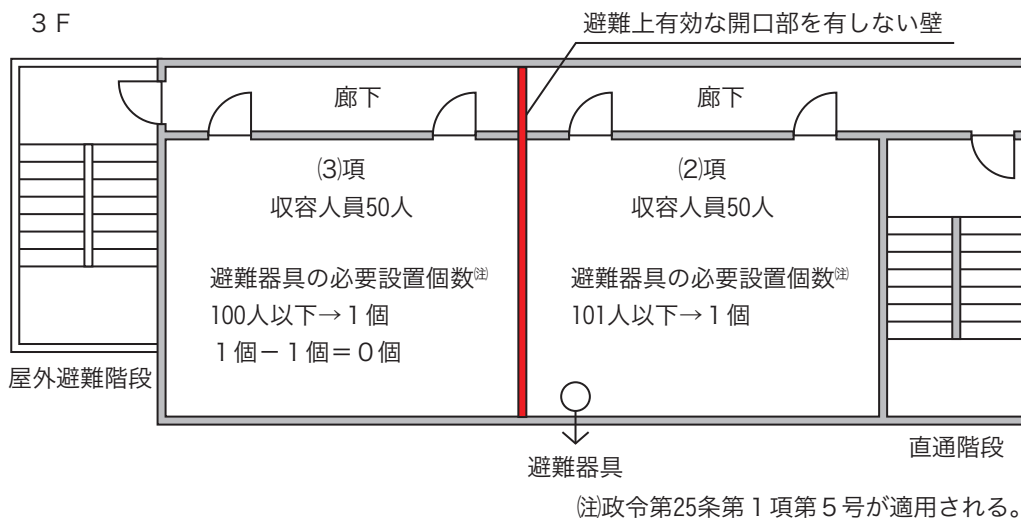 ３Ｆ
避難上有効な開口部を有しない壁
廊下
廊下
⑶項
収容人員50人
避難器具の必要設置個数㊟
100人以下→１個
１個－１個＝０個
⑵項
収容人員50人
避難器具の必要設置個数㊟
101人以下→１個
屋外避難階段
直通階段
避難器具
㊟政令第25条第１項第５号が適用される。